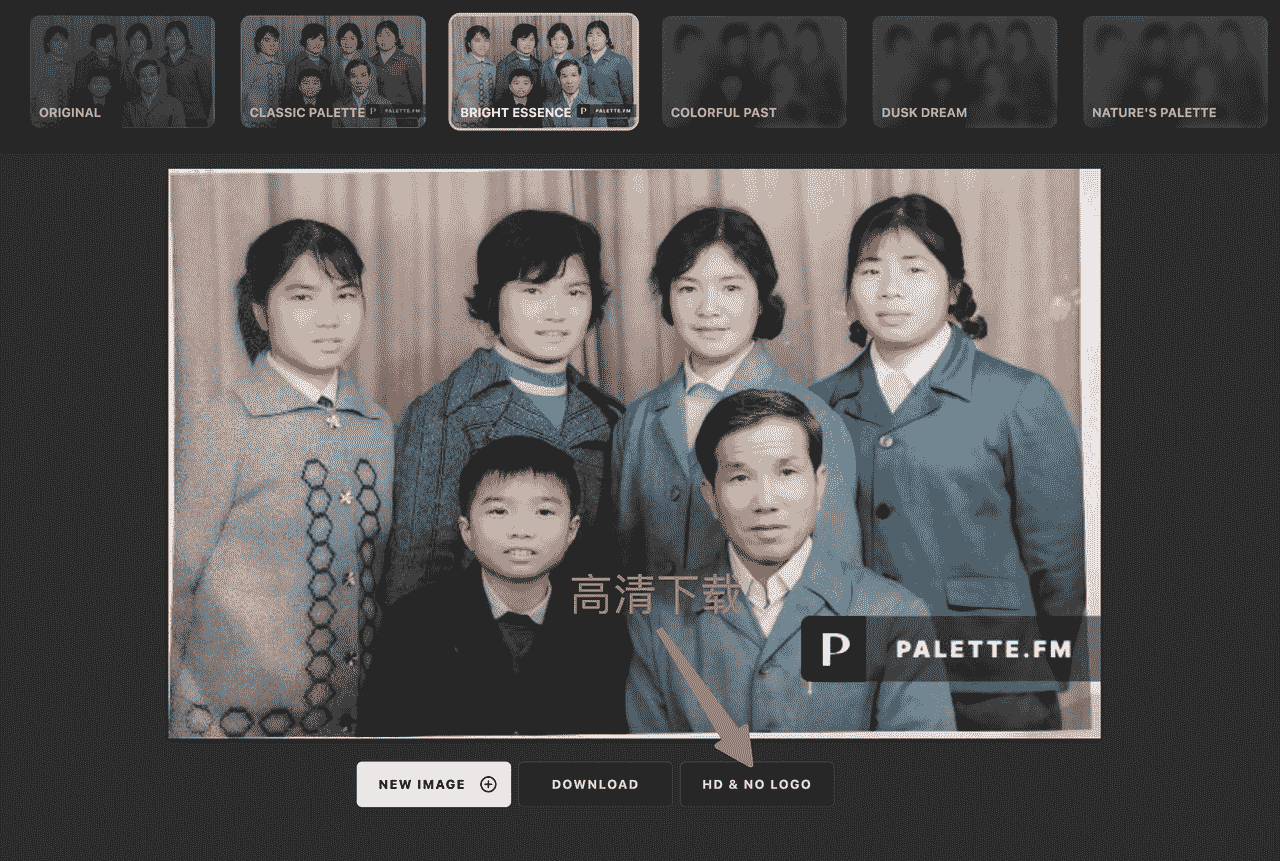 ORIGINAL
CLASSIC PALETTE
P PALETTE.FM
BRIGHT ESSENCE
P PALETTE.FM
COLORFUL PAST
DUSK DREAM
NATURE'S PALETTE
高清下载
P PALETTE.FM
NEW IMAGE
DOWNLOAD
HD & NO LOGO